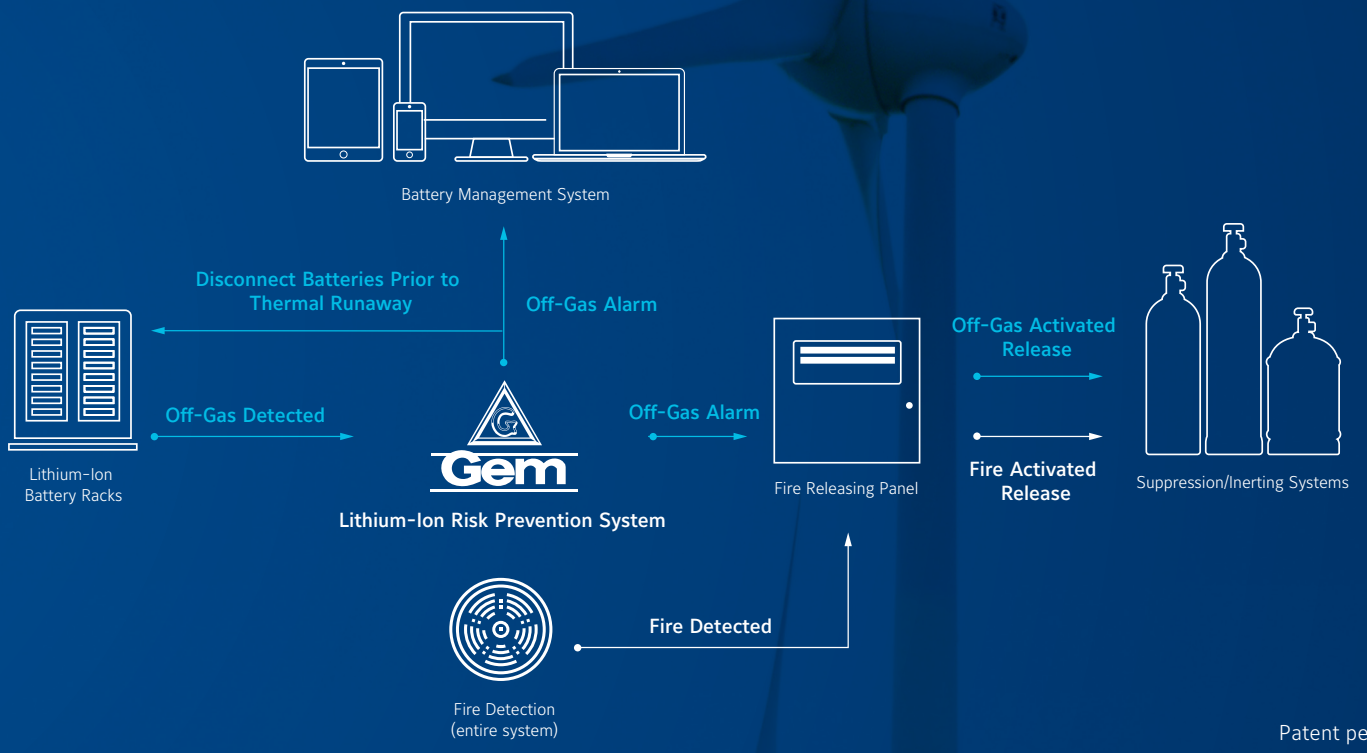 Battery Management System
Disconnect Batteries Prior to
Thermal Runaway
Off-Gas Alarm
Off-Gas Detected
Lithium-Ion
Battery Racks
G
Gem
Lithium-Ion Risk Prevention System
Off-Gas Alarm
Fire Releasing Panel
Off-Gas Activated
Release
Fire Activated
Release
Suppression/Inerting Systems
Fire Detected
Fire Detection
(entire system)
Patent pe